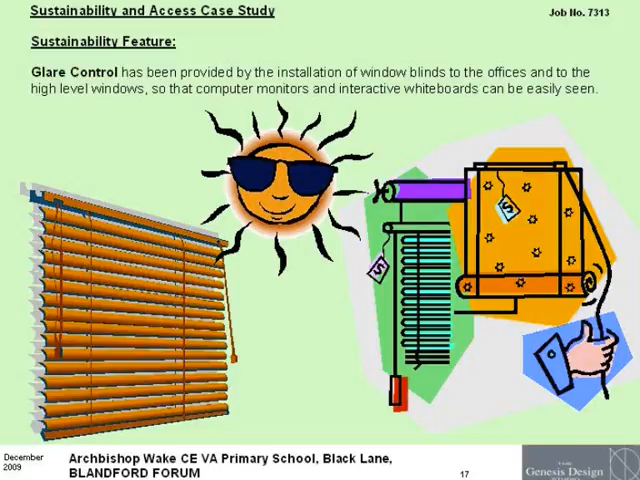 Sustainability and Access Case Study
Job No. 7313
Sustainability Feature:
Glare Control has been provided by the installation of window blinds to the offices and to the
high level windows, so that computer monitors and interactive whiteboards can be easily seen.
$
$
December
2009
Archbishop Wake CE VA Primary School, Black Lane,
BLANDFORD FORUM
17
Genesis Design